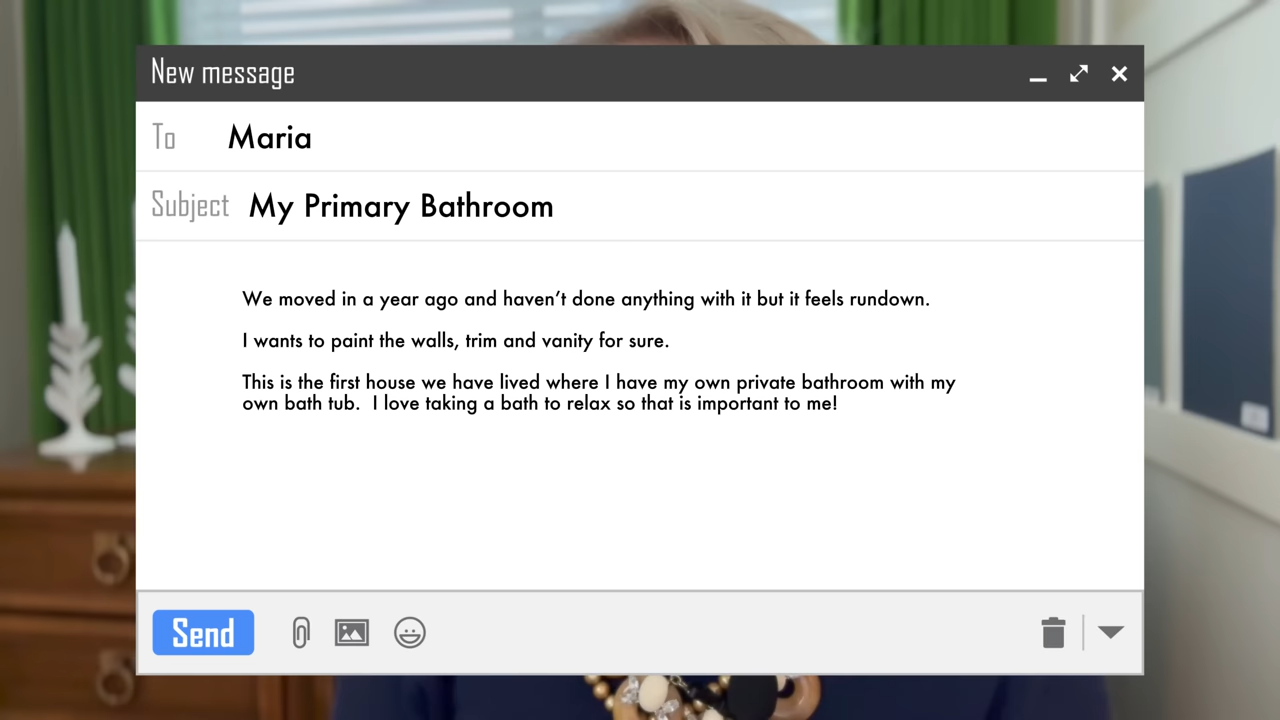 New message
To Maria
Subject My Primary Bathroom
We moved in a year ago and haven’t done anything with it but it feels rundown.
I wants to paint the walls, trim and vanity for sure.
This is the first house we have lived where I have my own private bathroom with my
own bath tub.  I love taking a bath to relax so that is important to me!
Send